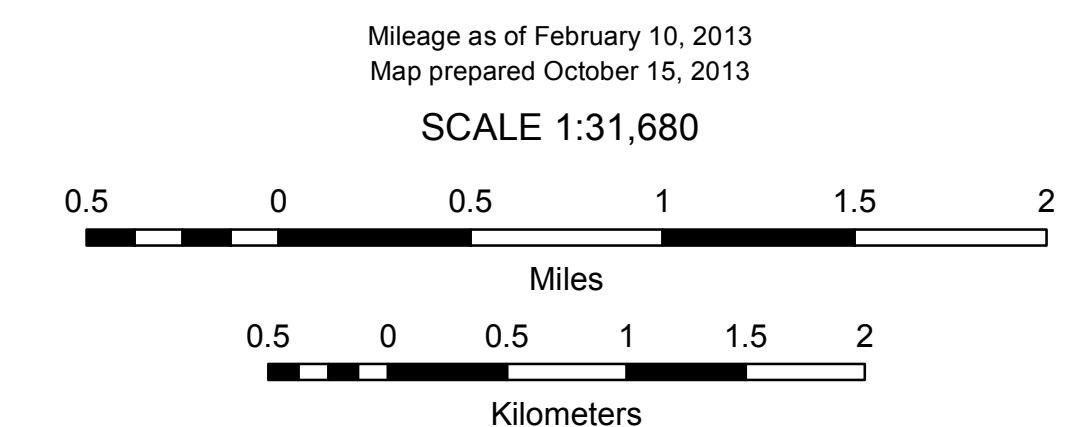 Mileage as of February 10, 2013
Map prepared October 15, 2013
SCALE 1:31,680
0.5 0 0.5 1 1.5 2
Miles
0.5 0 0.5 1 1.5 2
Kilometers